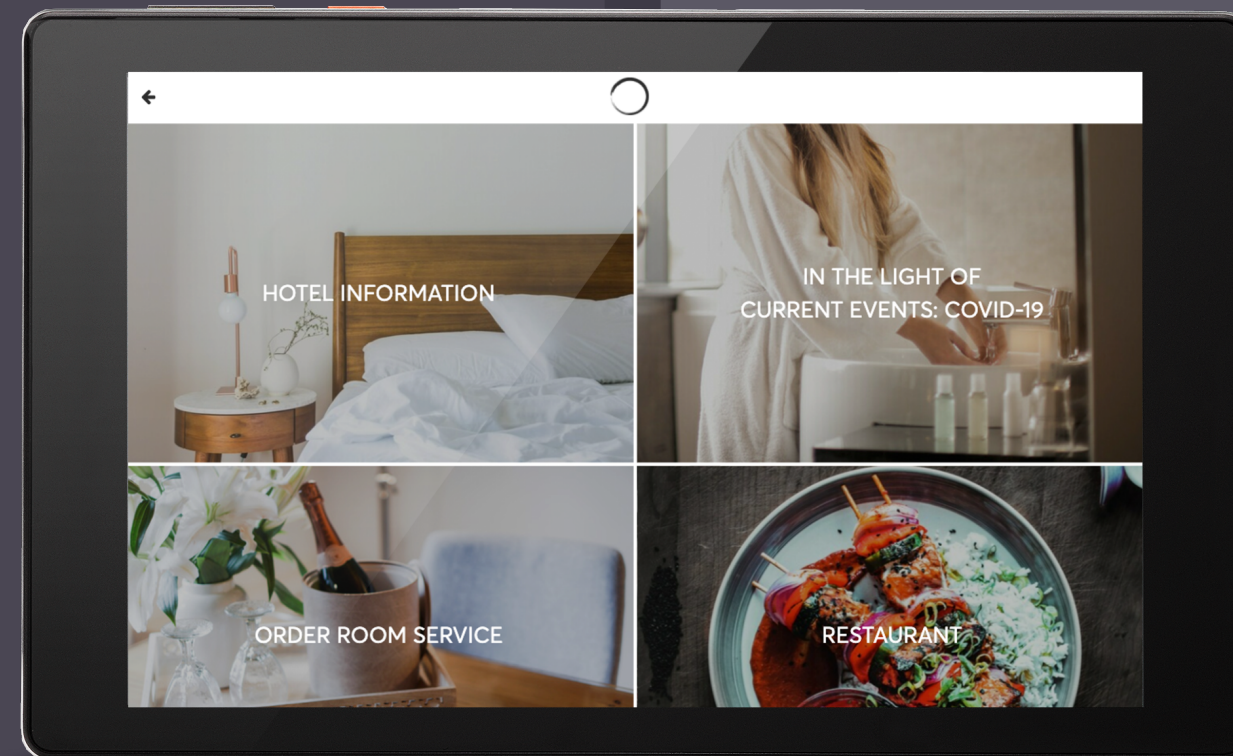 HOTEL INFORMATION
IN THE LIGHT OF
CURRENT EVENTS: COVID-19
ORDER ROOM SERVICE
RESTAURANT